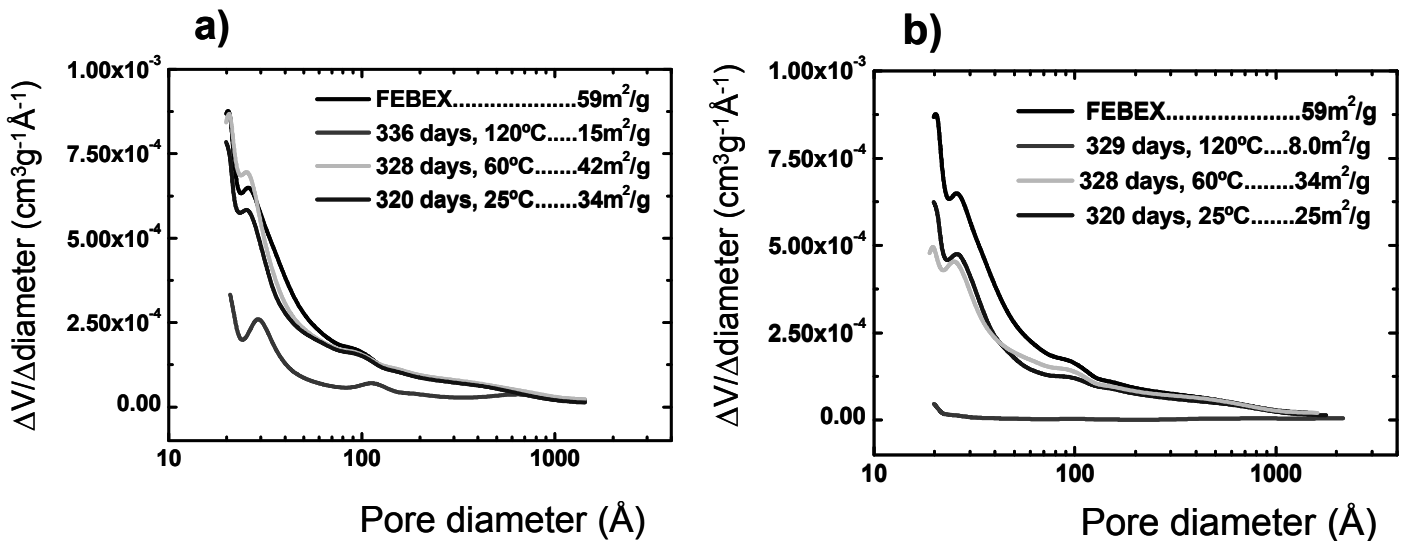 a)
1.00x10-3
7.50x10-4
5.00x10-4
2.50x10-4
0.00
10
100
1000
ΔV/Δdiameter (cm3g-1Å-1)
Pore diameter (Å)
FEBEX.....................59m2/g
336 days, 120ºC.....15m2/g
328 days, 60ºC.......42m2/g
320 days, 25ºC.......34m2/g
b)
1.00x10-3
7.50x10-4
5.00x10-4
2.50x10-4
0.00
10
100
1000
ΔV/Δdiameter (cm3g-1Å-1)
Pore diameter (Å)
FEBEX......................59m2/g
329 days, 120ºC....8.0m2/g
328 days, 60ºC........34m2/g
320 days, 25ºC.......25m2/g